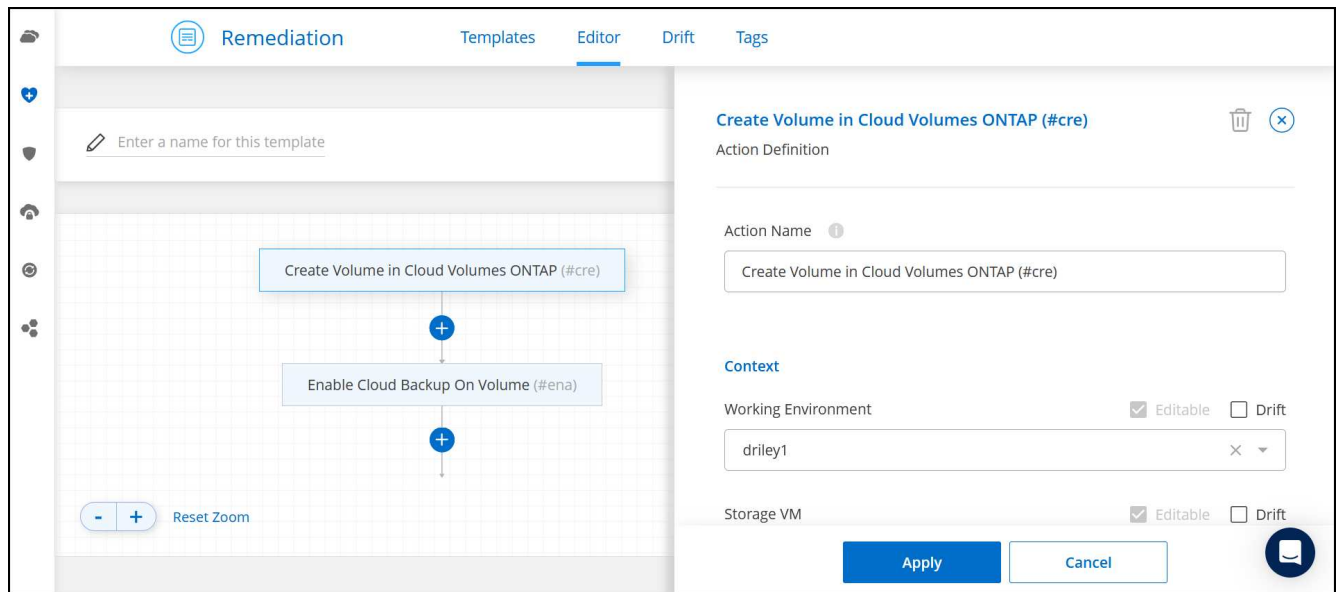 Remediation
Templates
Editor
Drift
Tags
Enter a name for this template
Create Volume in Cloud Volumes ONTAP (#cre)
Enable Cloud Backup On Volume (#ena)
- + Reset Zoom
Create Volume in Cloud Volumes ONTAP (#cre)
Action Definition
Action Name
Create Volume in Cloud Volumes ONTAP (#cre)
Context
Working Environment Editable Drift
driley1
Storage VM Editable Drift
Apply Cancel